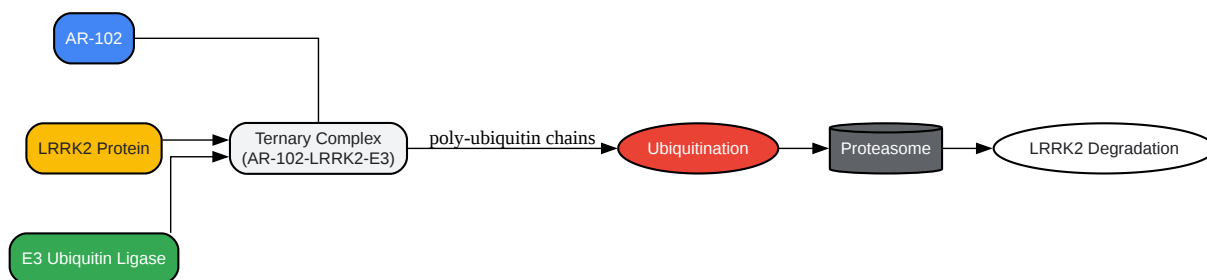 AR-102
LRRK2 Protein
E3 Ubiquitin Ligase
Ternary Complex
(AR-102-LRRK2-E3)
poly-ubiquitin chains
Ubiquitination
Proteasome
LRRK2 Degradation